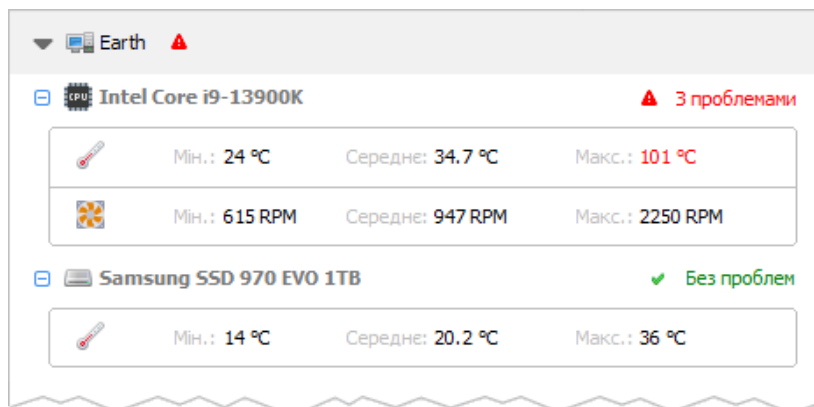 Earth
CPU Intel Core i9-13900K З проблемами
Мін.: 24 °C Середнє: 34.7 °C Макс.: 101 °C
Мін.: 615 RPM Середнє: 947 RPM Макс.: 2250 RPM
Samsung SSD 970 EVO 1TB Без проблем
Мін.: 14 °C Середнє: 20.2 °C Макс.: 36 °C